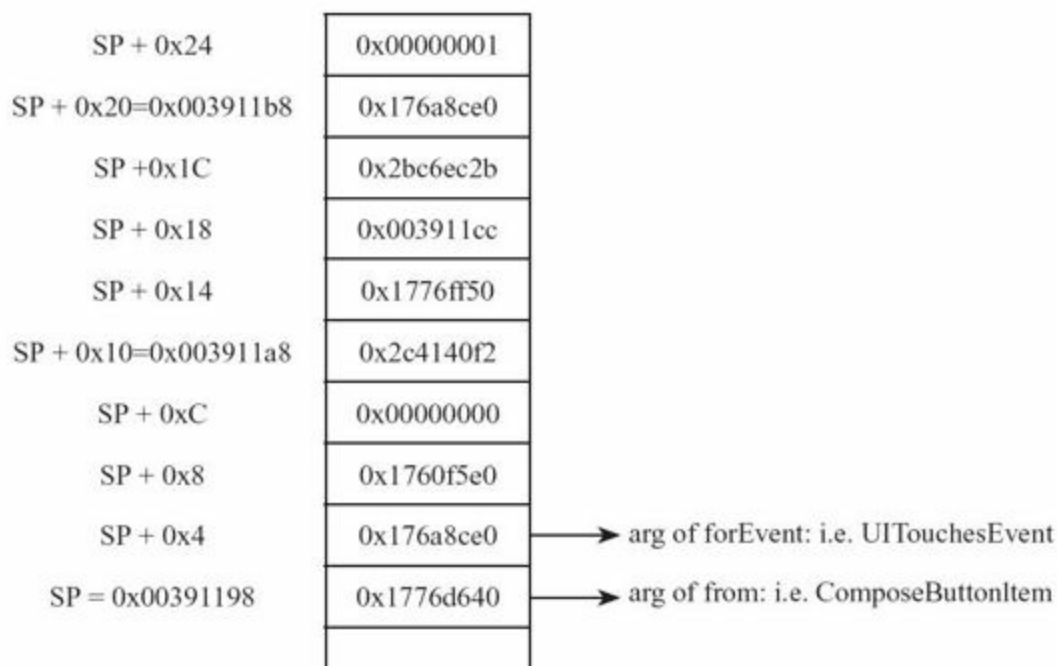 SP + 0x24 0x00000001
SP + 0x20=0x003911b8 0x176a8ce0
SP +0x1C 0x2bc6ec2b
SP + 0x18 0x003911cc
SP + 0x14 0x1776ff50
SP + 0x10=0x003911a8 0x2c4140f2
SP + 0xC 0x00000000
SP + 0x8 0x1760f5e0
SP + 0x4 0x176a8ce0 arg of forEvent: i.e. UITouchesEvent
SP = 0x00391198 0x1776d640 arg of from: i.e. ComposeButtonItem